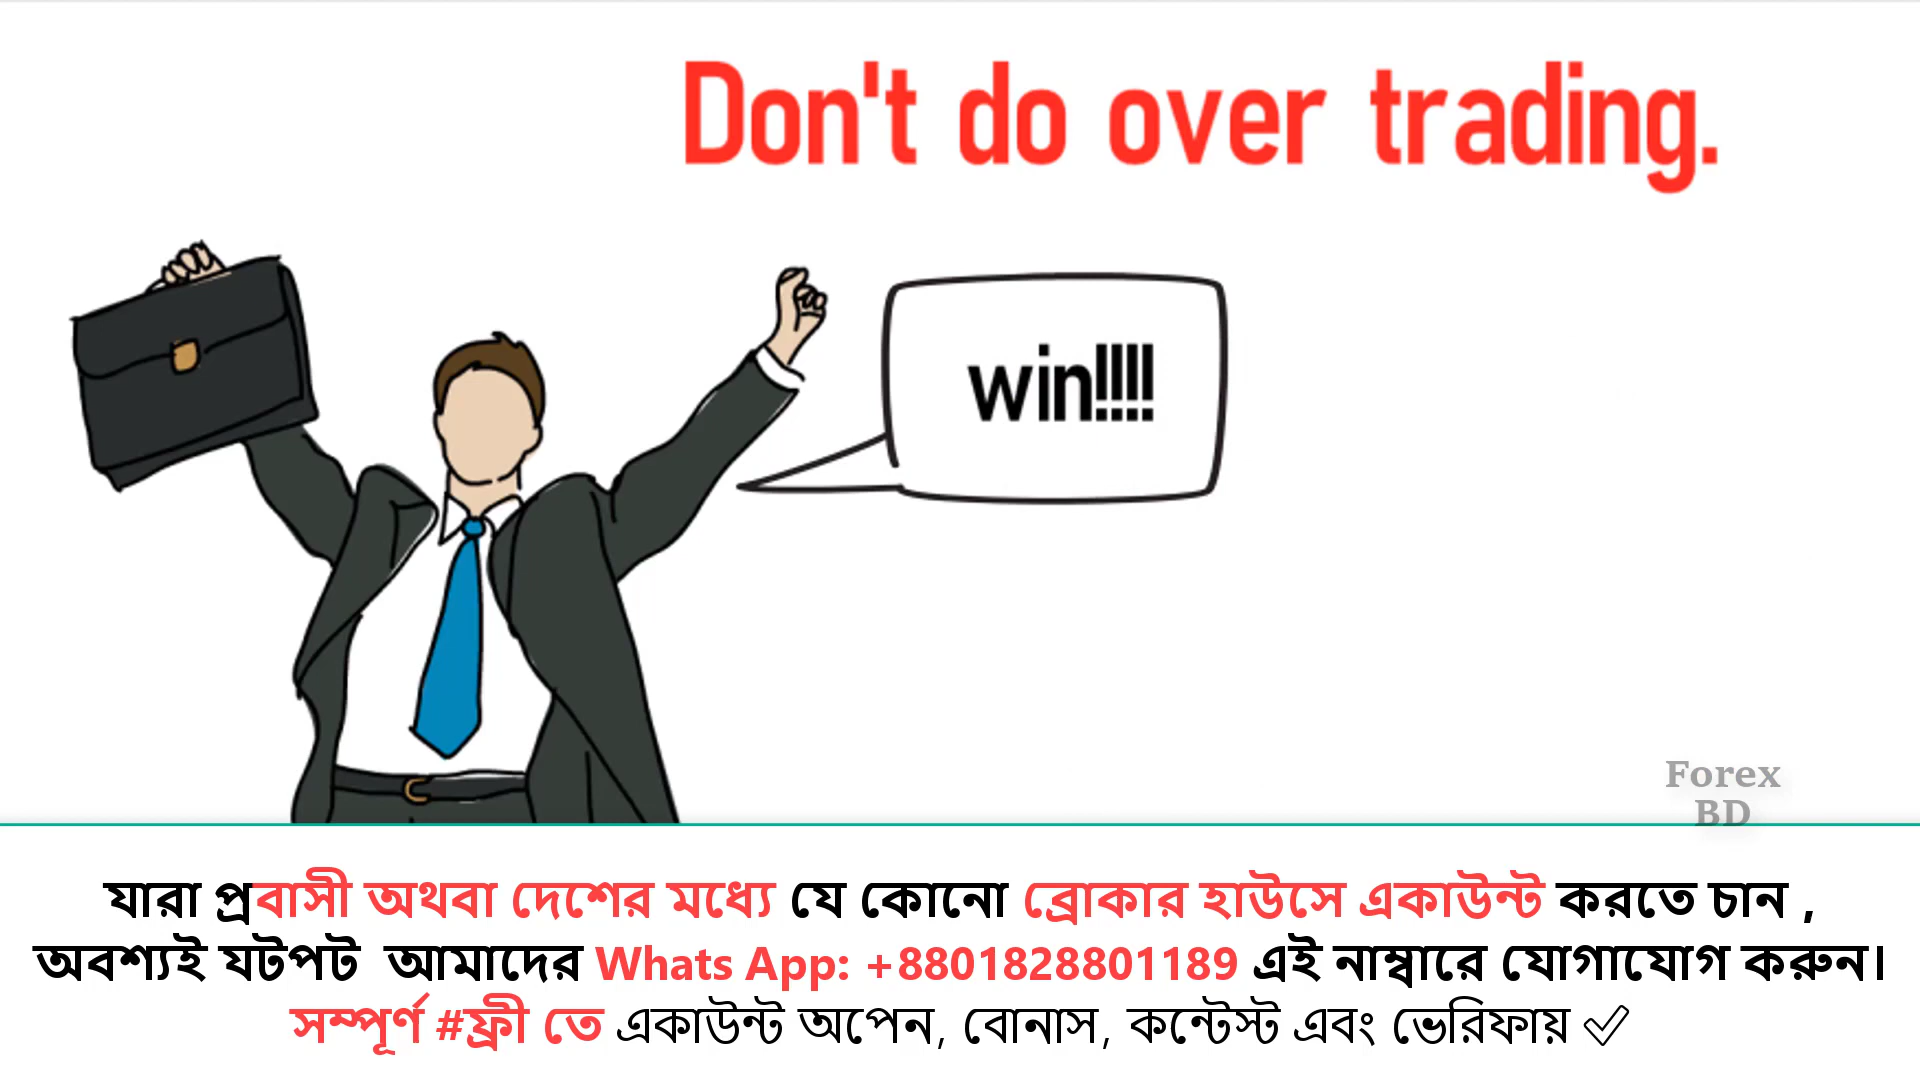 Don't do over trading.
win!!!!
Forex
BD
যারা প্রবাসী অথবা দেশের মধ্যে যে কোনো ব্রোকার হাউসে একাউন্ট করতে চান ,
অবশ্যই যটপট আমাদের Whats App: +8801828801189 এই নাম্বারে যোগাযোগ করুন।
সম্পূর্ণ #ফ্রী তে একাউন্ট অপেন, বোনাস, কন্টেস্ট এবং ভেরিফায় ✅